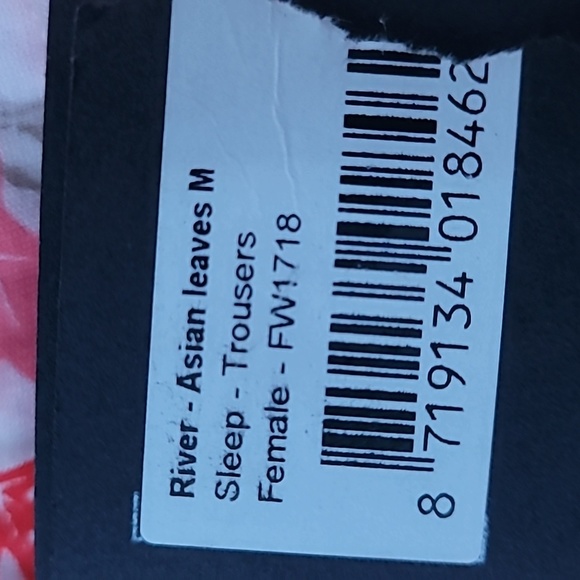 River - Asian leaves M
Sleep - Trousers
Female - FW1718
8 719134 018462